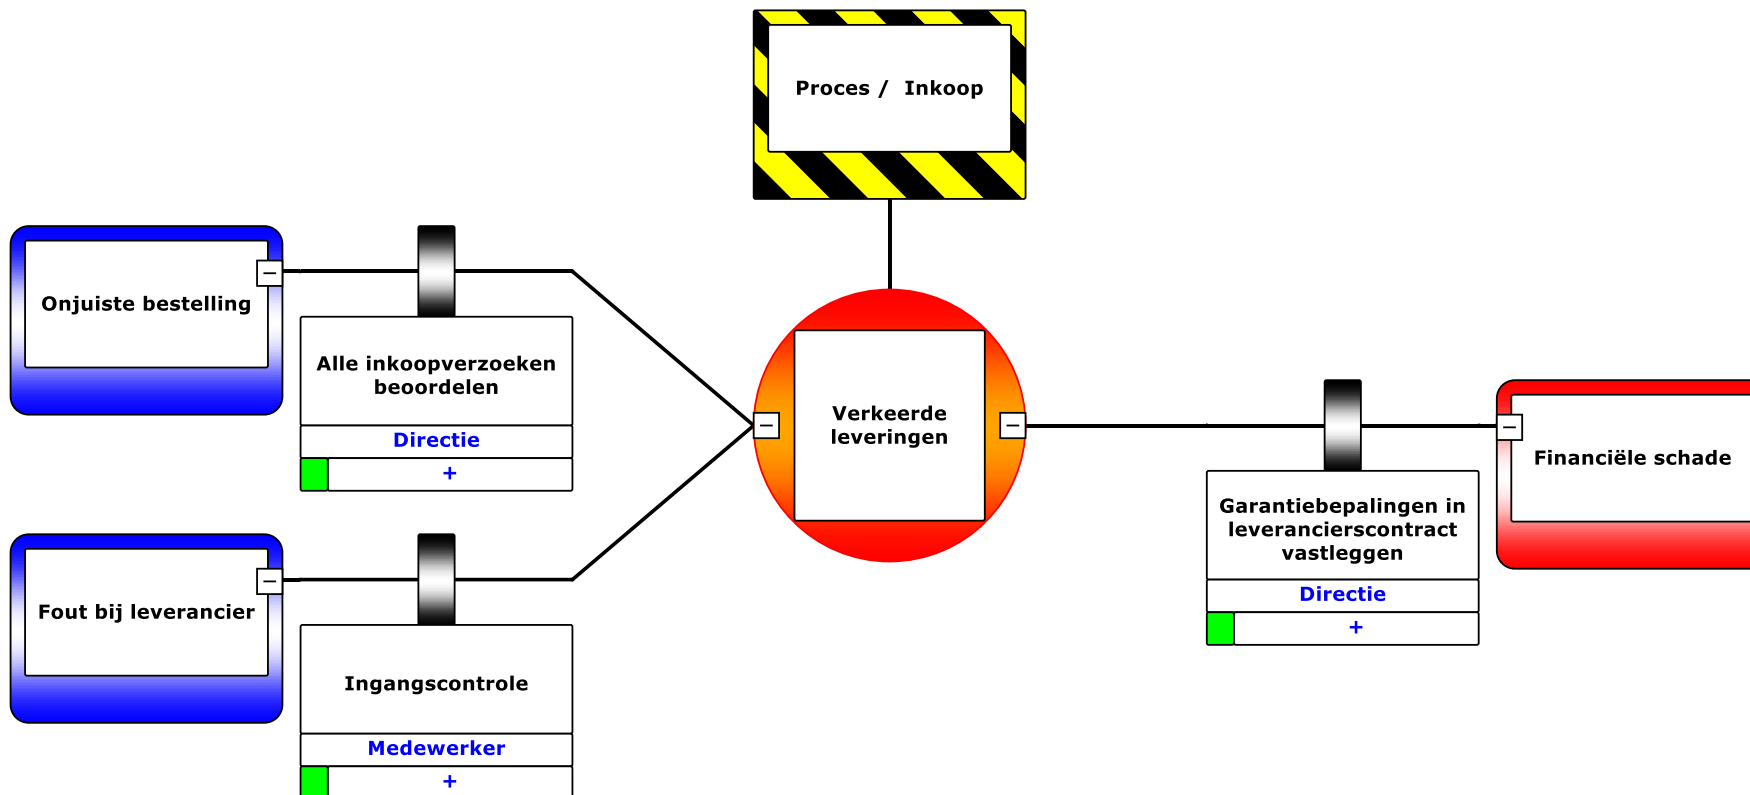 Proces /  Inkoop
Onjuiste bestelling
Alle inkoopverzoeken
beoordelen
Directie
+
Verkeerde
leveringen
Financiële schade
Garantiebepalingen in
leverancierscontract
vastleggen
Directie
+
Fout bij leverancier
Ingangscontrole
Medewerker
+